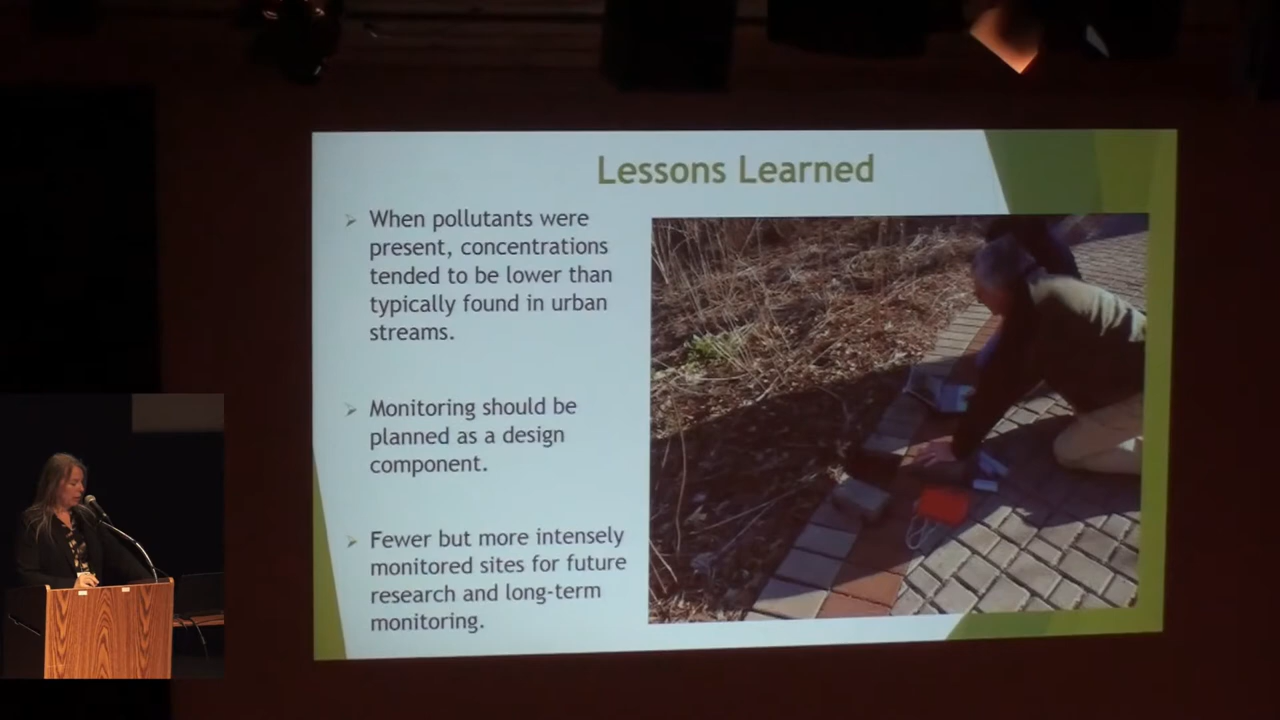 Lessons Learned
When pollutants were
present, concentrations
tended to be lower than
typically found in urban
streams.
Monitoring should be
planned as a design
component.
Fewer but more intensely
monitored sites for future
research and long-term
monitoring.